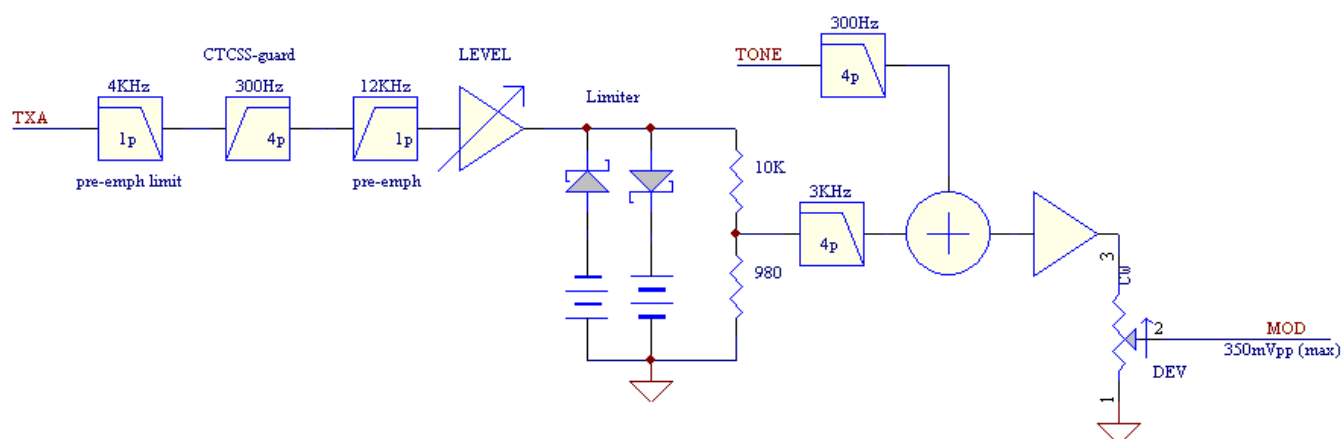 300Hz
CTCSS-guard
LEVEL
TONE
4KHz
300Hz
12KHz
4p
Limiter
TXA
1p
4p
1p
10K
pre-emph limit
pre-emph
3KHz
4p
3
CW
980
2
MOD
350mVpp (max)
DEV
1